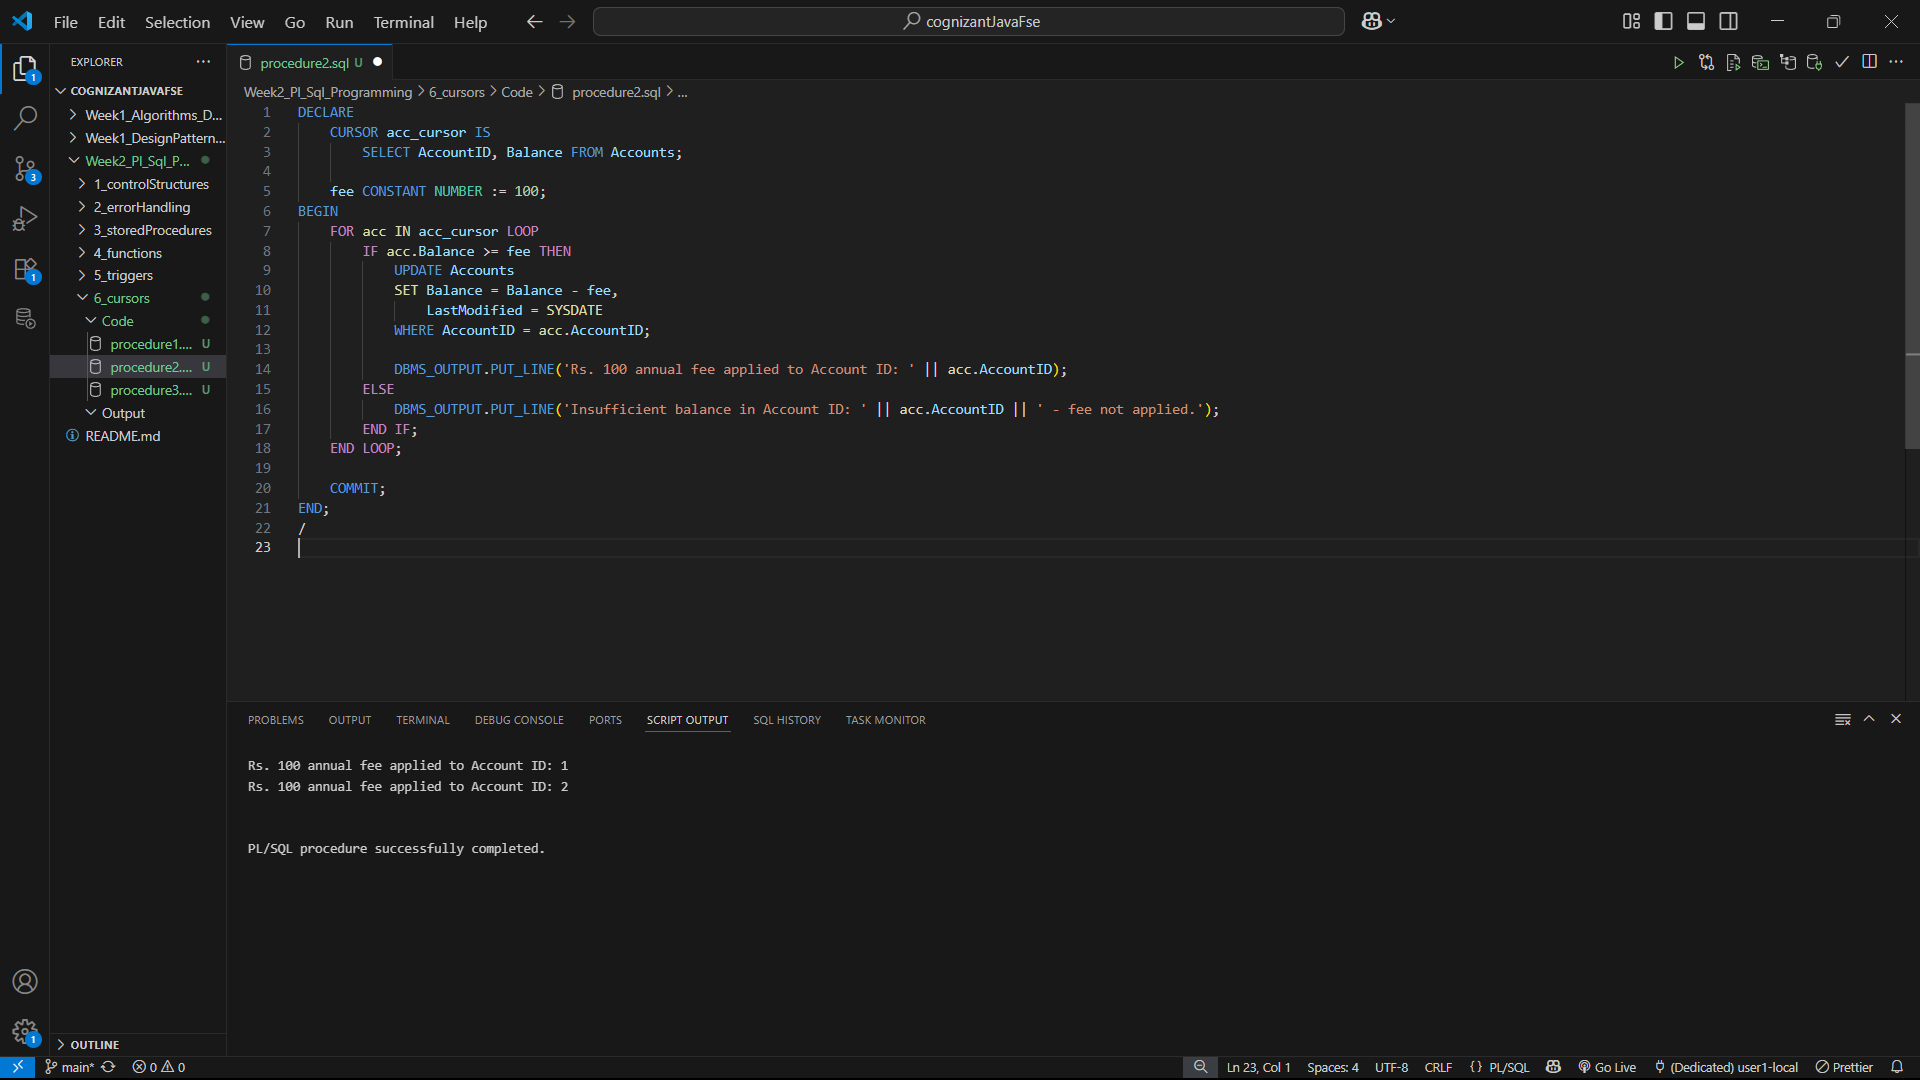 File Edit Selection View Go Run Terminal Help
cognizantJavaFse
EXPLORER
COGNIZANTJAVAFSE
Week1_Algorithms_D...
Week1_DesignPattern...
Week2_Pl_Sql_P...
1_controlStructures
2_errorHandling
3_storedProcedures
4_functions
5_triggers
6_cursors
Code
procedure1.... U
procedure2.... U
procedure3.... U
Output
README.md
OUTLINE
1
3
1
1
procedure2.sql U
Week2_Pl_Sql_Programming > 6_cursors > Code > procedure2.sql > ...
1 DECLARE
2 CURSOR acc_cursor IS
3 SELECT AccountID, Balance FROM Accounts;
4
5 fee CONSTANT NUMBER := 100;
6 BEGIN
7 FOR acc IN acc_cursor LOOP
8 IF acc.Balance >= fee THEN
9 UPDATE Accounts
10 SET Balance = Balance - fee,
11 LastModified = SYSDATE
12 WHERE AccountID = acc.AccountID;
13
14 DBMS_OUTPUT.PUT_LINE('Rs. 100 annual fee applied to Account ID: ' || acc.AccountID);
15 ELSE
16 DBMS_OUTPUT.PUT_LINE('Insufficient balance in Account ID: ' || acc.AccountID || ' - fee not applied.');
17 END IF;
18 END LOOP;
19
20 COMMIT;
21 END;
22 /
23
PROBLEMS OUTPUT TERMINAL DEBUG CONSOLE PORTS SCRIPT OUTPUT SQL HISTORY TASK MONITOR
Rs. 100 annual fee applied to Account ID: 1
Rs. 100 annual fee applied to Account ID: 2
PL/SQL procedure successfully completed.
main* 0 0 Ln 23, Col 1 Spaces: 4 UTF-8 CRLF {} PL/SQL Go Live (Dedicated) user1-local Prettier